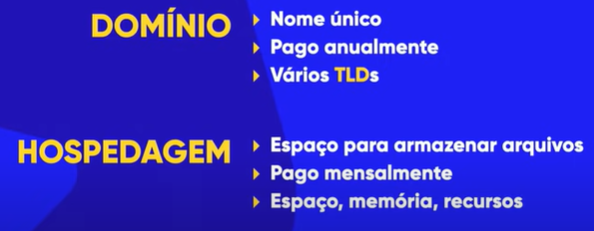 DOMÍNIO
Nome único
Pago anualmente
Vários TLDs
HOSPEDAGEM
Espaço para armazenar arquivos
Pago mensalmente
Espaço, memória, recursos